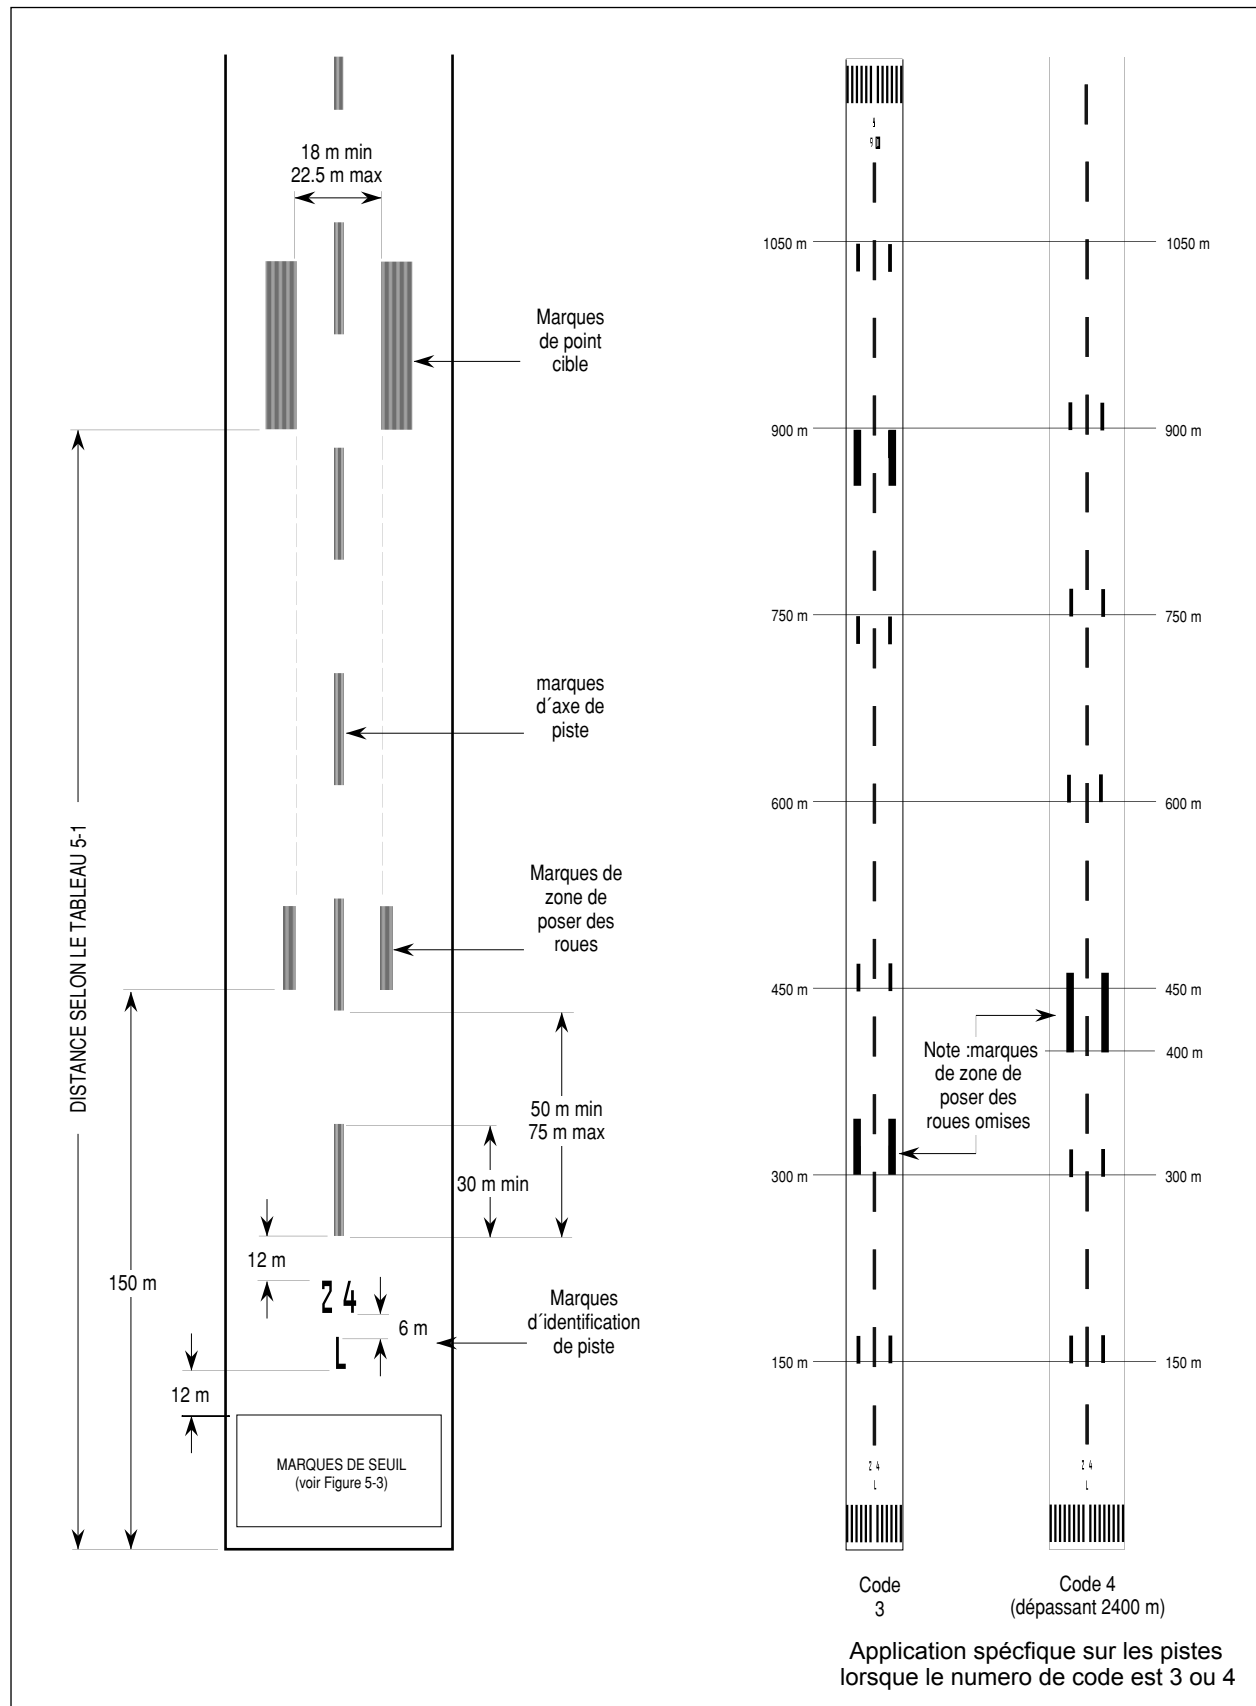 18 m min
22.5 m max
Marques
de point
cible
marques
d´axe de
piste
Marques de
zone de
poser des
roues
DISTANCE SELON LE TABLEAU 5-1
50 m min
75 m max
30 m min
12 m
150 m
2 4
L
6 m
Marques
d´identification
de piste
12 m
MARQUES DE SEUIL
(voir Figure 5-3)
1050 m
1050 m
900 m
900 m
750 m
750 m
600 m
600 m
450 m
450 m
Note :marques
de zone de
poser des
roues omises
400 m
300 m
300 m
150 m
150 m
2 4
L
2 4
L
Code
3
Code 4
(dépassant 2400 m)
Application spécfique sur les pistes
lorsque le numero de code est 3 ou 4